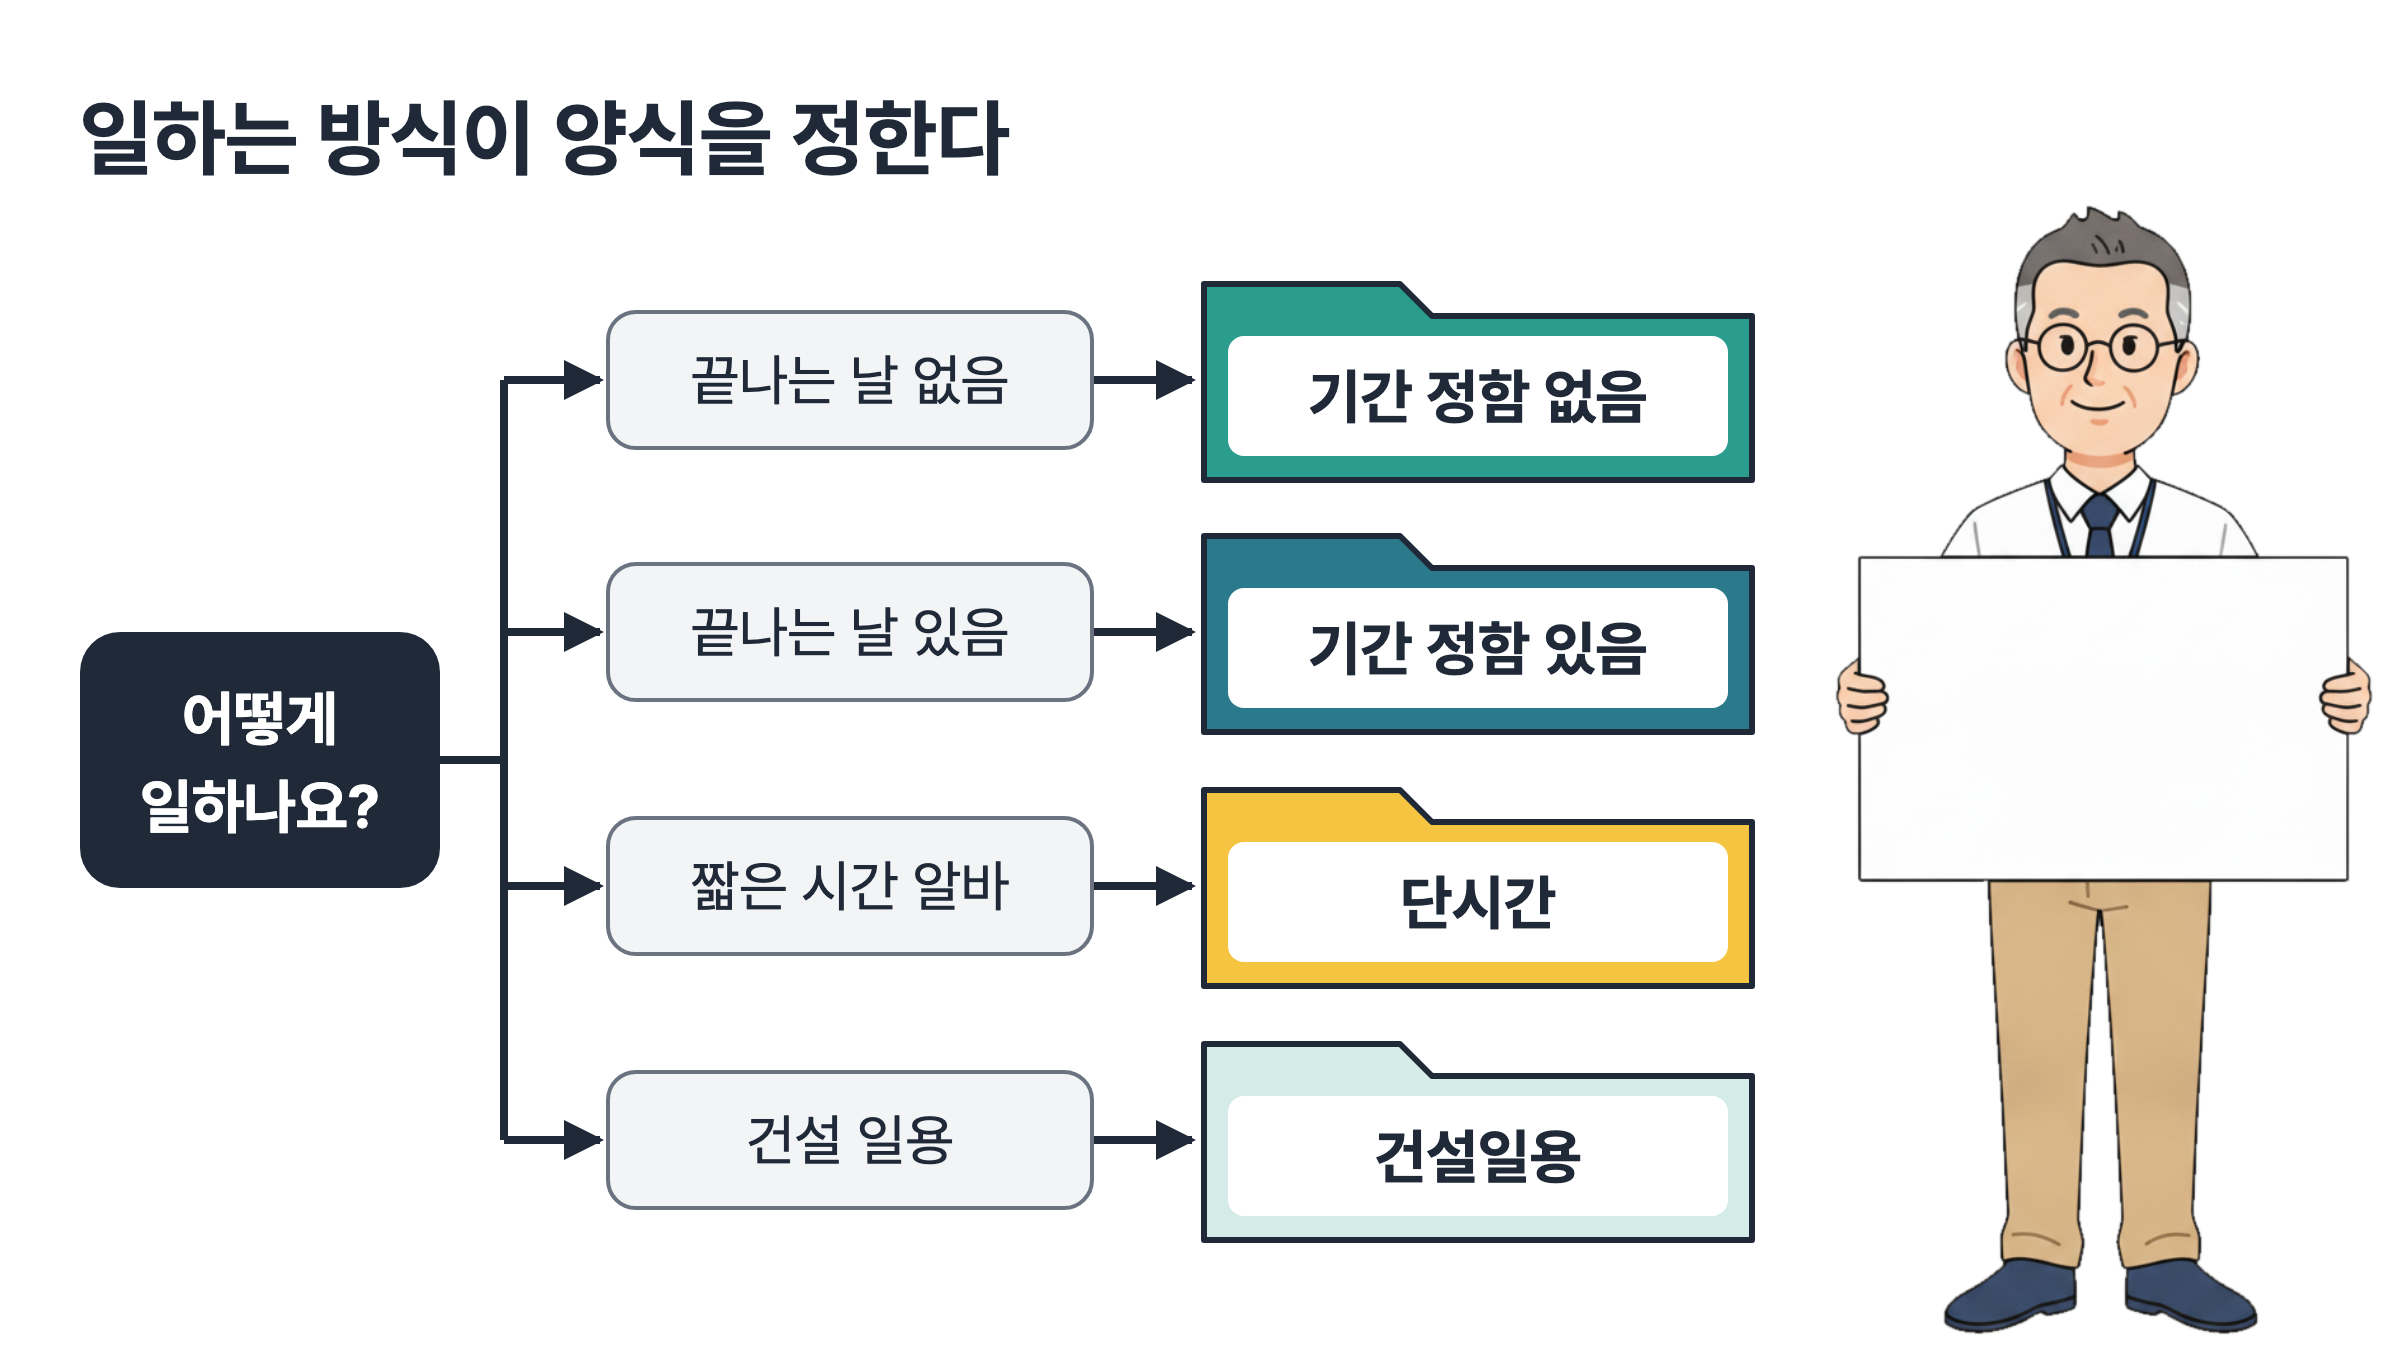 일하는 방식이 양식을 정한다
어떻게
일하나요?
끝나는 날 없음
기간 정함 없음
끝나는 날 있음
기간 정함 있음
짧은 시간 알바
단시간
건설 일용
건설일용